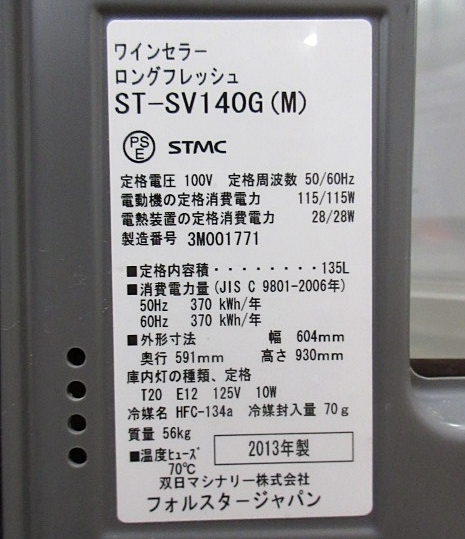 ワインセラー
ロングフレッシュ
ST-SV140G(M)
PS
E
STMC
定格電圧 100V 定格周波数 50/60Hz
電動機の定格消費電力 115/115W
電熱装置の定格消費電力 28/28W
製造番号 3M001771
■定格内容積・・・・・・・・135L
■消費電力量(JIS C 9801-2006年)
50Hz 370 kWh/年
60Hz 370 kWh/年
■外形寸法 幅 604mm
奥行 591mm 高さ 930mm
庫内灯の種類、定格
T20 E12 125V 10W
冷媒名 HFC-134a 冷媒封入量 70g
質量 56kg
■温度ヒューズ 2013年製
70℃
双日マシナリー株式会社
フォルスタージャパン